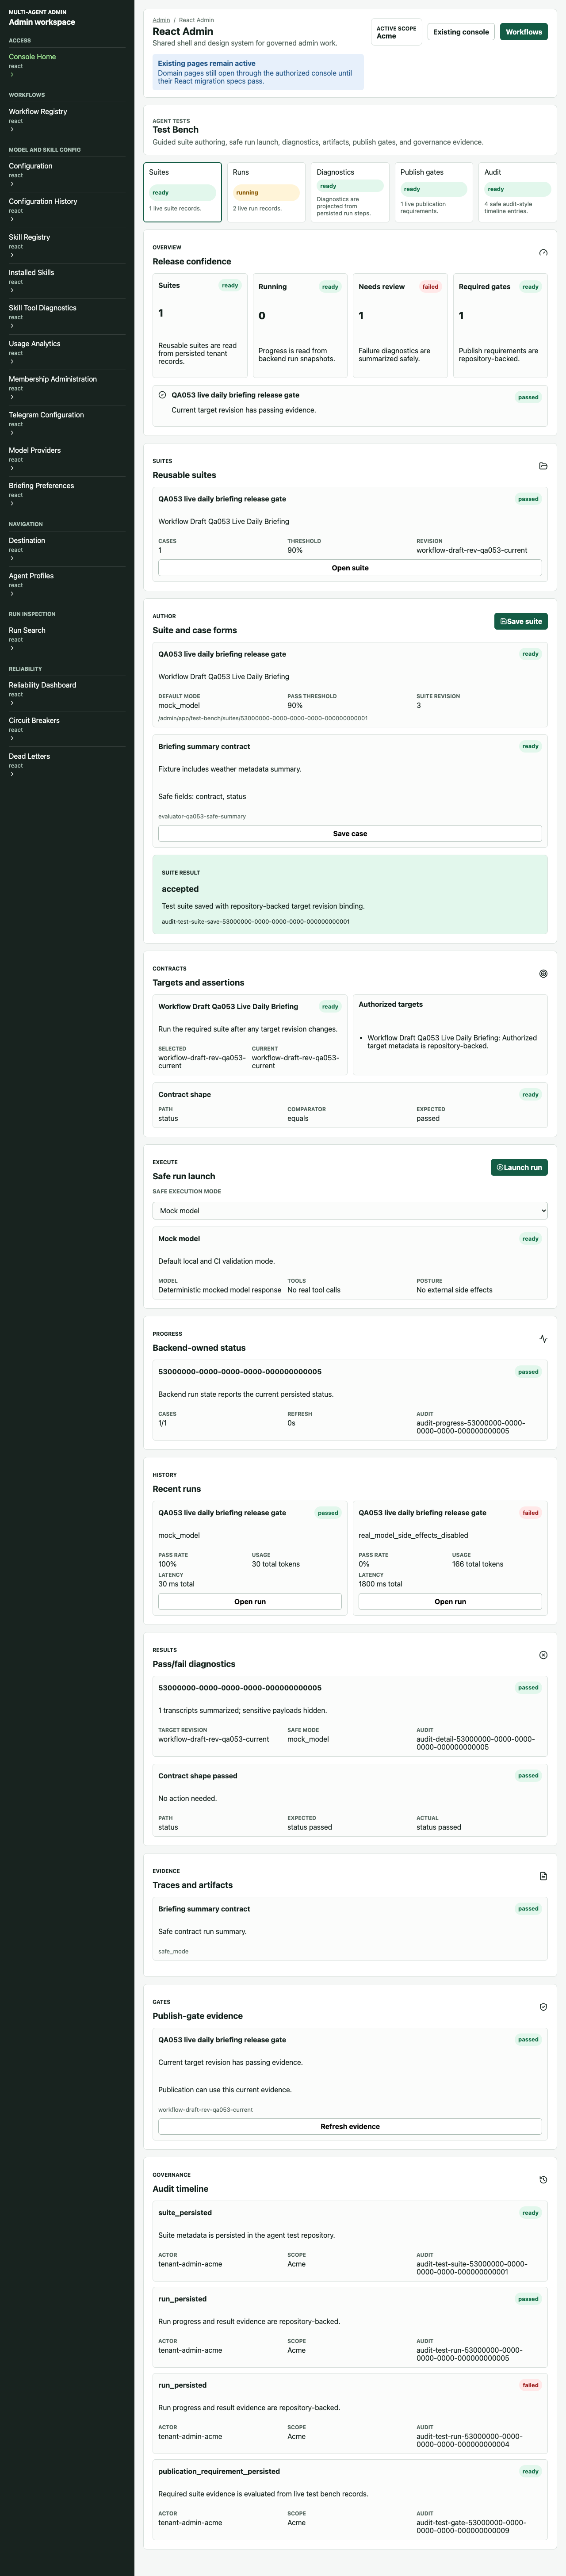 MULTI-AGENT ADMIN
Admin workspace
ACCESS
Console Home
react
WORKFLOWS
Workflow Registry
react
MODEL AND SKILL CONFIG
Configuration
react
Configuration History
react
Skill Registry
react
Installed Skills
react
Skill Tool Diagnostics
react
Usage Analytics
react
Membership Administration
react
Telegram Configuration
react
Model Providers
react
Briefing Preferences
react
NAVIGATION
Destination
react
Agent Profiles
react
RUN INSPECTION
Run Search
react
RELIABILITY
Reliability Dashboard
react
Circuit Breakers
react
Dead Letters
react
Admin / React Admin
React Admin
Shared shell and design system for governed admin work.
ACTIVE SCOPE
Acme
Existing console
Workflows
Existing pages remain active
Domain pages still open through the authorized console until
their React migration specs pass.
AGENT TESTS
Test Bench
Guided suite authoring, safe run launch, diagnostics, artifacts, publish gates, and governance evidence.
Suites
ready
1 live suite records.
Runs
running
2 live run records.
Diagnostics
ready
Diagnostics are
projected from
persisted run steps.
Publish gates
ready
1 live publication
requirements.
Audit
ready
4 safe audit-style
timeline entries.
OVERVIEW
Release confidence
Suites
ready
1
Reusable suites are read
from persisted tenant
records.
Running
ready
0
Progress is read from
backend run snapshots.
Needs review
failed
1
Failure diagnostics are
summarized safely.
Required gates
ready
1
Publish requirements are
repository-backed.
QA053 live daily briefing release gate
passed
Current target revision has passing evidence.
SUITES
Reusable suites
QA053 live daily briefing release gate
passed
Workflow Draft Qa053 Live Daily Briefing
CASES
1
THRESHOLD
90%
REVISION
workflow-draft-rev-qa053-current
Open suite
AUTHOR
Suite and case forms
Save suite
QA053 live daily briefing release gate
ready
Workflow Draft Qa053 Live Daily Briefing
DEFAULT MODE
mock_model
PASS THRESHOLD
90%
SUITE REVISION
3
/admin/app/test-bench/suites/53000000-0000-0000-0000-000000000001
Briefing summary contract
ready
Fixture includes weather metadata summary.
Safe fields: contract, status
evaluator-qa053-safe-summary
Save case
SUITE RESULT
accepted
Test suite saved with repository-backed target revision binding.
audit-test-suite-save-53000000-0000-0000-0000-000000000001
CONTRACTS
Targets and assertions
Workflow Draft Qa053 Live Daily Briefing
ready
Run the required suite after any target revision changes.
SELECTED
workflow-draft-rev-qa053-
current
CURRENT
workflow-draft-rev-qa053-
current
Authorized targets
• Workflow Draft Qa053 Live Daily Briefing: Authorized
target metadata is repository-backed.
Contract shape
ready
PATH
status
COMPARATOR
equals
EXPECTED
passed
EXECUTE
Safe run launch
Launch run
SAFE EXECUTION MODE
Mock model
Mock model
ready
Default local and CI validation mode.
MODEL
Deterministic mocked model response
TOOLS
No real tool calls
POSTURE
No external side effects
PROGRESS
Backend-owned status
53000000-0000-0000-0000-000000000005
passed
Backend run state reports the current persisted status.
CASES
1/1
REFRESH
0s
AUDIT
audit-progress-53000000-0000-
0000-0000-000000000005
HISTORY
Recent runs
QA053 live daily briefing release gate
passed
mock_model
PASS RATE
100%
USAGE
30 total tokens
LATENCY
30 ms total
Open run
QA053 live daily briefing release gate
failed
real_model_side_effects_disabled
PASS RATE
0%
USAGE
166 total tokens
LATENCY
1800 ms total
Open run
RESULTS
Pass/fail diagnostics
53000000-0000-0000-0000-000000000005
passed
1 transcripts summarized; sensitive payloads hidden.
TARGET REVISION
workflow-draft-rev-qa053-current
SAFE MODE
mock_model
AUDIT
audit-detail-53000000-0000-0000-
0000-000000000005
Contract shape passed
passed
No action needed.
PATH
status
EXPECTED
status passed
ACTUAL
status passed
EVIDENCE
Traces and artifacts
Briefing summary contract
passed
Safe contract run summary.
safe_mode
GATES
Publish-gate evidence
QA053 live daily briefing release gate
passed
Current target revision has passing evidence.
Publication can use this current evidence.
workflow-draft-rev-qa053-current
Refresh evidence
GOVERNANCE
Audit timeline
suite_persisted
ready
Suite metadata is persisted in the agent test repository.
ACTOR
tenant-admin-acme
SCOPE
Acme
AUDIT
audit-test-suite-53000000-0000-
0000-0000-000000000001
run_persisted
passed
Run progress and result evidence are repository-backed.
ACTOR
tenant-admin-acme
SCOPE
Acme
AUDIT
audit-test-run-53000000-0000-
0000-0000-000000000005
run_persisted
failed
Run progress and result evidence are repository-backed.
ACTOR
tenant-admin-acme
SCOPE
Acme
AUDIT
audit-test-run-53000000-0000-
0000-0000-000000000004
publication_requirement_persisted
ready
Required suite evidence is evaluated from live test bench records.
ACTOR
tenant-admin-acme
SCOPE
Acme
AUDIT
audit-test-gate-53000000-0000-
0000-0000-000000000009